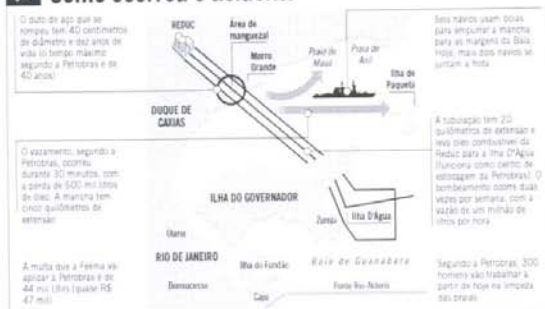 Como ocorreu o acidente
O duto de aço que se
rompeu tem 40 centímetros
de diâmetro e dez anos de
vida (o tempo máximo
segundo a Petrobras é de
40 anos)
O vazamento, segundo a
Petrobras, ocorreu
durante 30 minutos, com
a perda de 500 mil litros
de óleo. A mancha tem
cinco quilômetros de
extensão
A multa que a Feema vai
aplicar à Petrobras é de
44 mil Ufirs (quase R$
47 mil)
REDUC
Área de
manguezal
Morro
Grande
Praia de
Mauá
Praia de
Anil
Ilha de
Paquetá
DUQUE DE
CAXIAS
ILHA DO GOVERNADOR
Zumbi
Ilha D'Água
RIO DE JANEIRO
Ilha do Fundão
Baía de Guanabara
Bonsucesso
Caju
Ponte Rio-Niterói
Seis navios usam bóias
para empurrar a mancha
para as margens da Baía.
Hoje, mais dois navios se
juntam à frota
A tubulação tem 20
quilômetros de extensão e
leva óleo combustível da
Reduc para a Ilha D'Água
(funciona como centro de
estocagem da Petrobras). O
bombeamento ocorre duas
vezes por semana, com a
vazão de um milhão de
litros por hora
Segundo a Petrobras, 300
homens vão trabalhar a
partir de hoje na limpeza
das praias